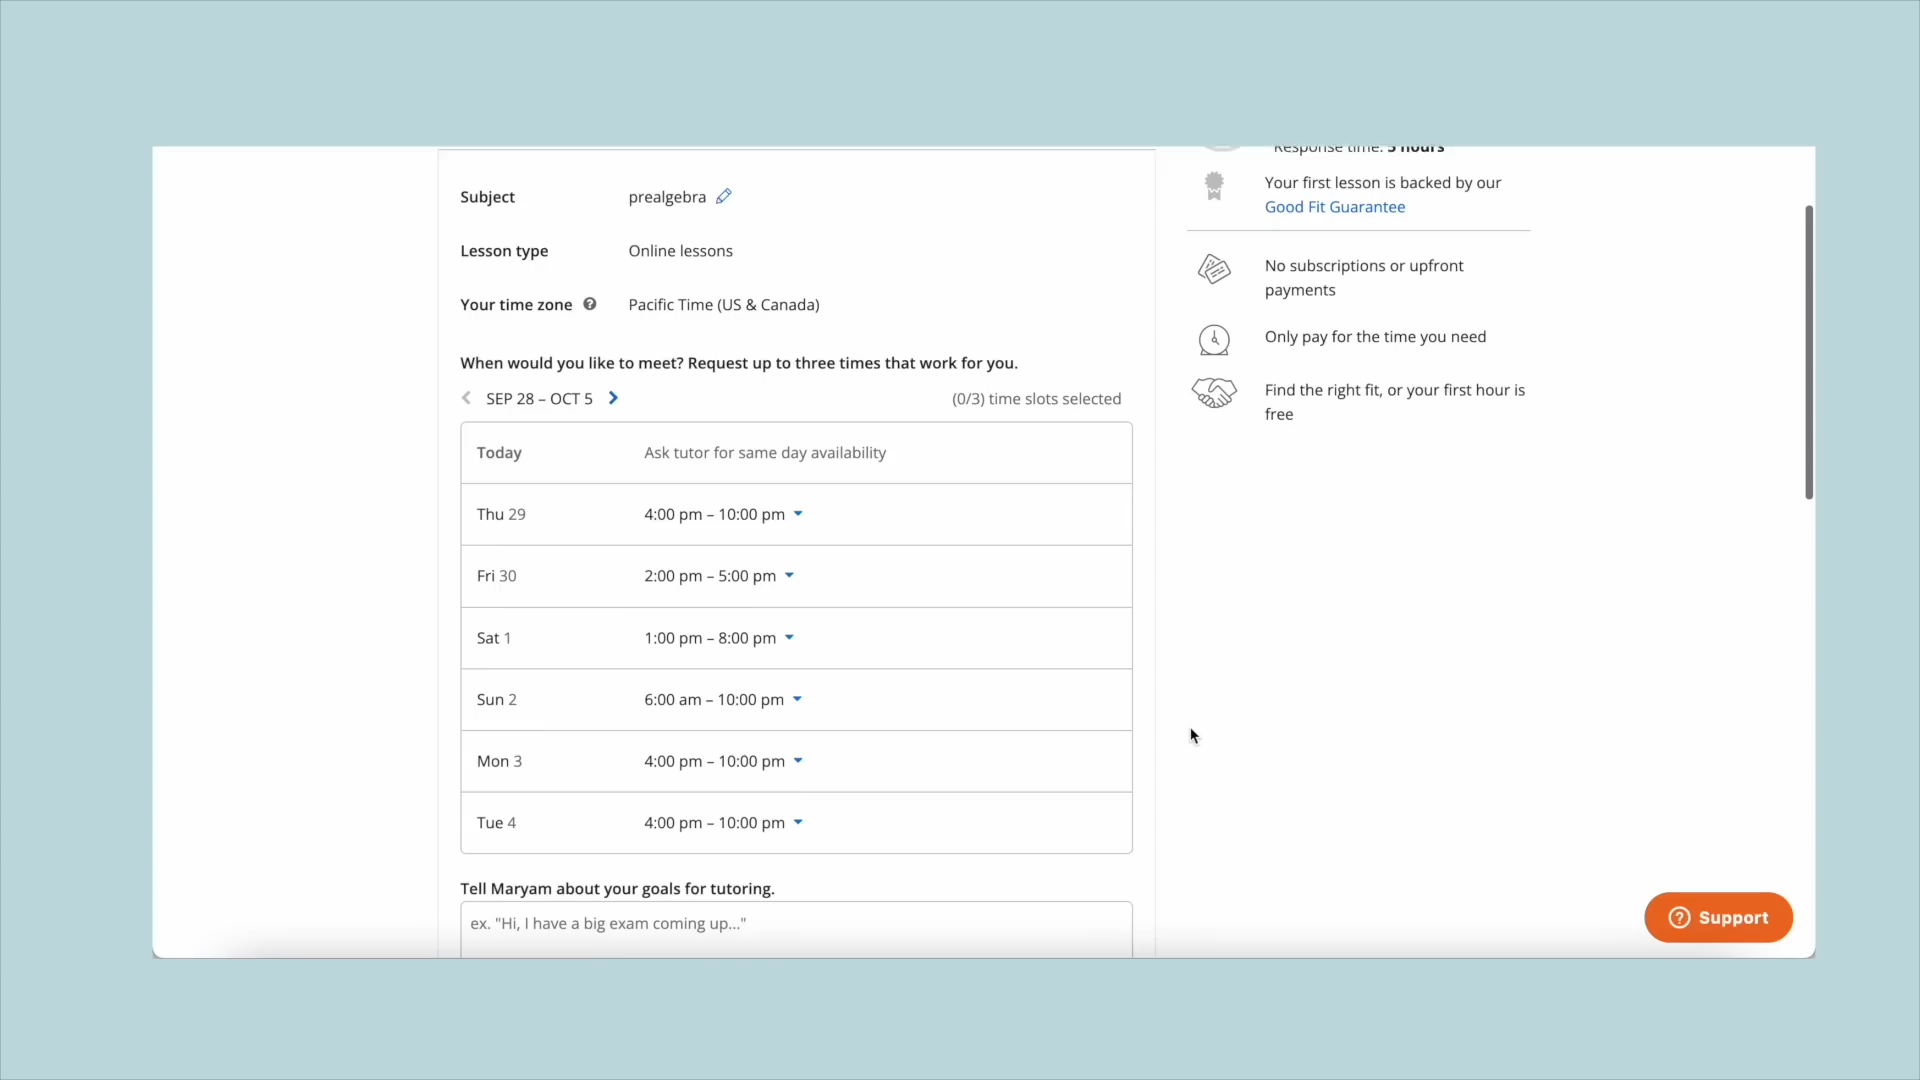 Response time: 5 hours
Subject prealgebra
Your first lesson is backed by our
Good Fit Guarantee
Lesson type Online lessons
No subscriptions or upfront
payments
Your time zone Pacific Time (US & Canada)
Only pay for the time you need
When would you like to meet? Request up to three times that work for you.
SEP 28 – OCT 5 (0/3) time slots selected
Find the right fit, or your first hour is
free
Today Ask tutor for same day availability
Thu 29 4:00 pm – 10:00 pm
Fri 30 2:00 pm – 5:00 pm
Sat 1 1:00 pm – 8:00 pm
Sun 2 6:00 am – 10:00 pm
Mon 3 4:00 pm – 10:00 pm
Tue 4 4:00 pm – 10:00 pm
Tell Maryam about your goals for tutoring.
ex. "Hi, I have a big exam coming up..."
Support